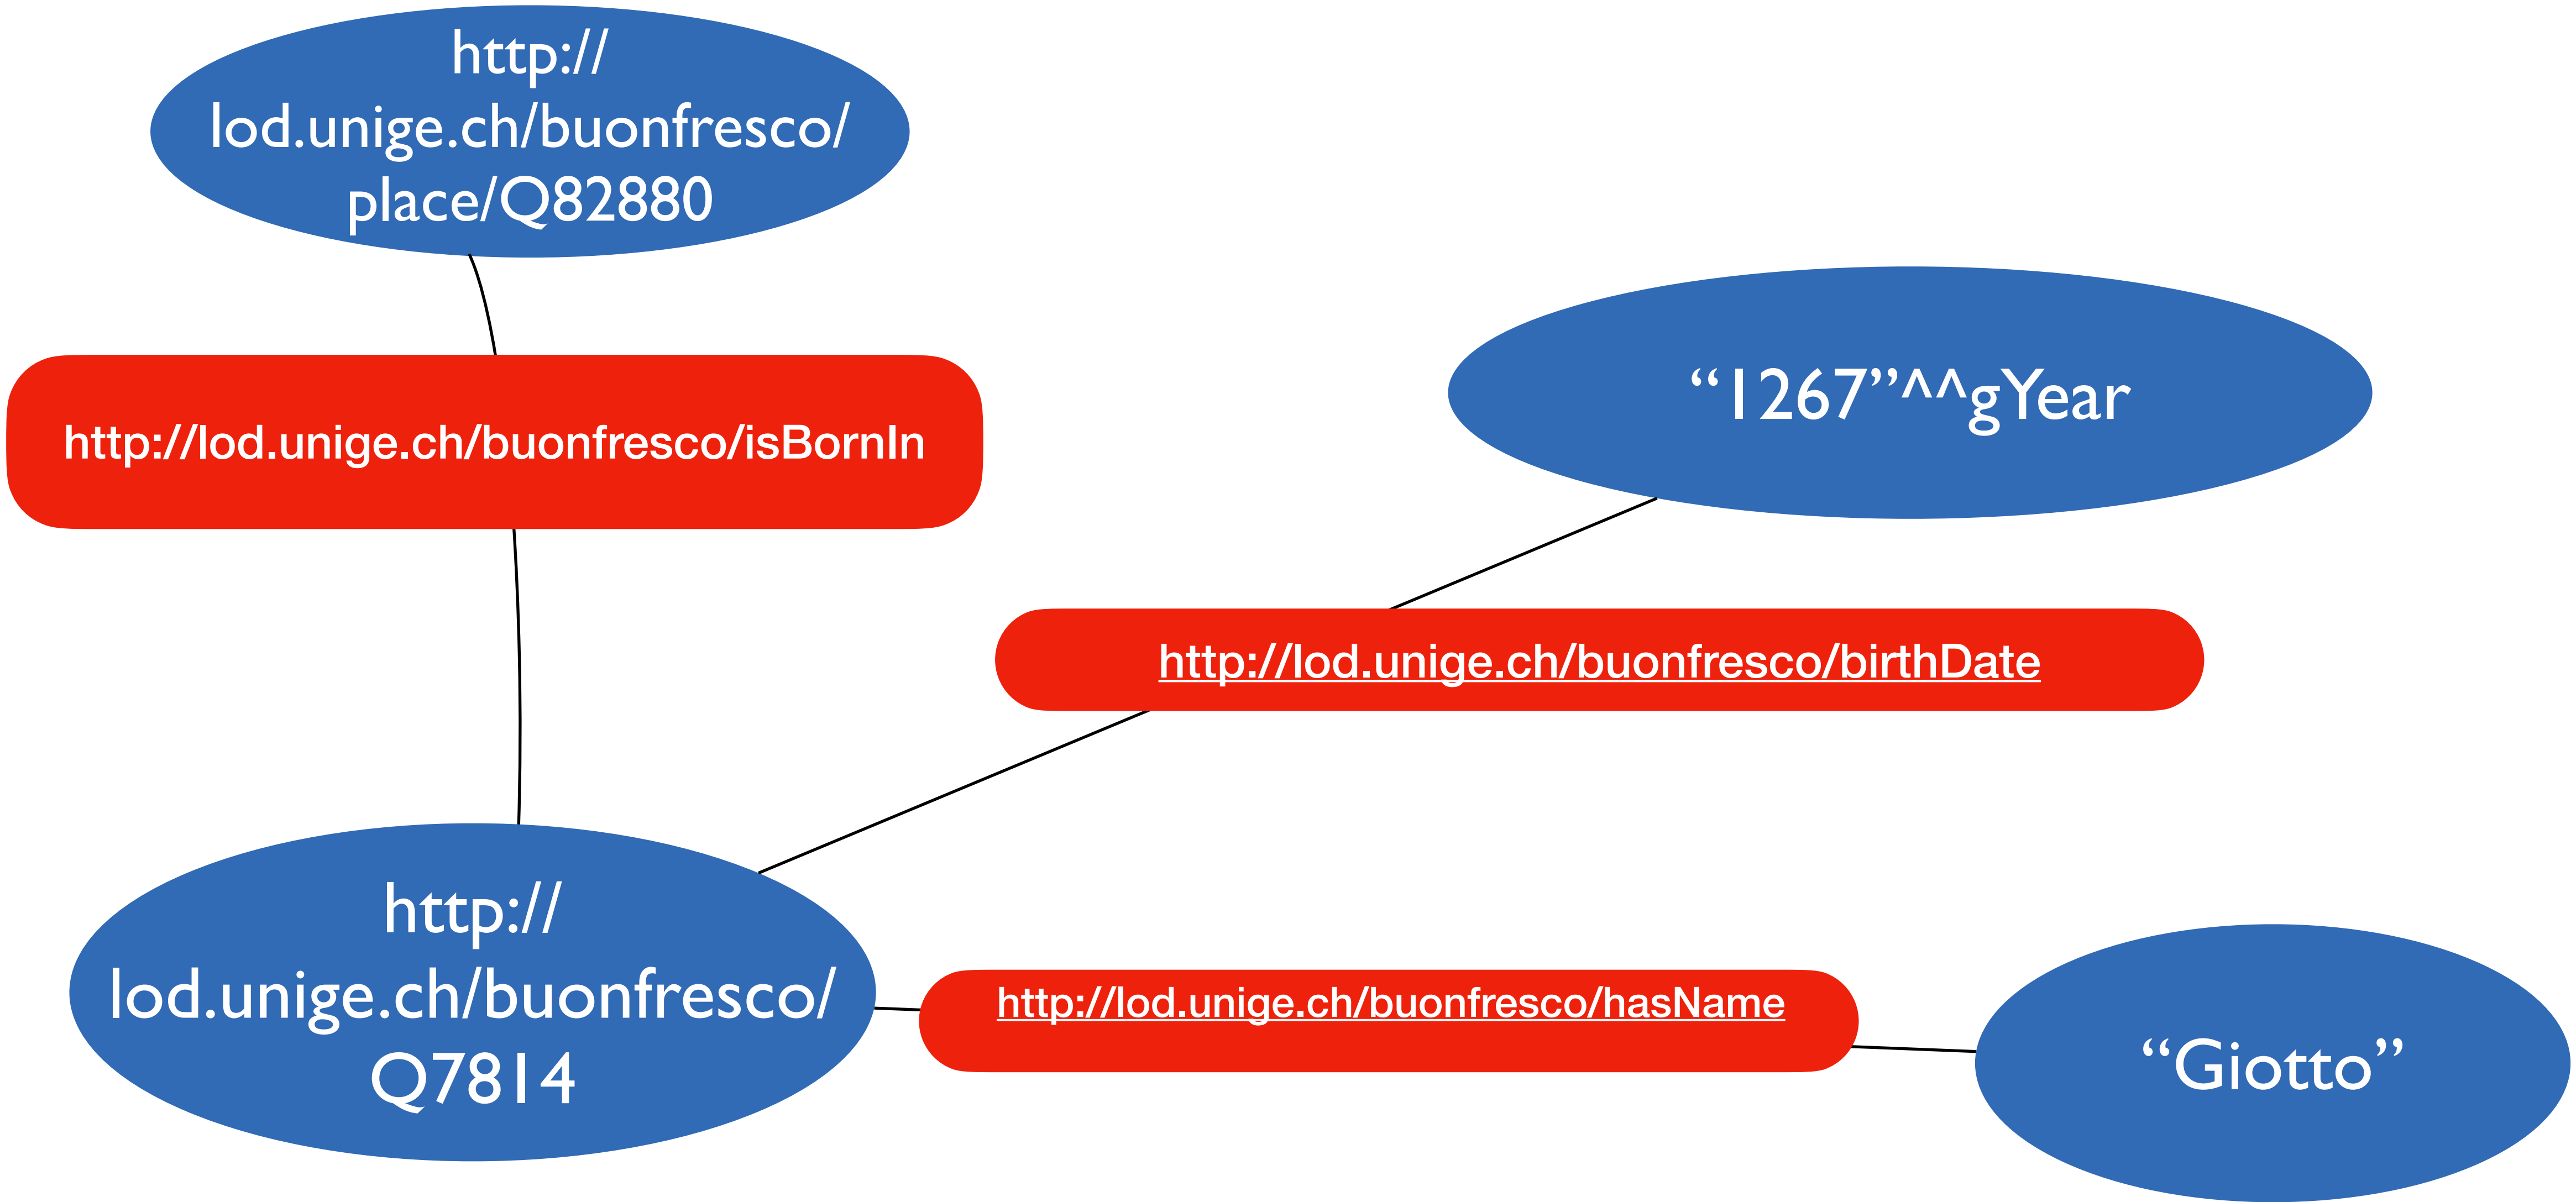 http://
lod.unige.ch/buonfresco/
place/Q82880
http://lod.unige.ch/buonfresco/isBornIn
“1267”^^gYear
http://lod.unige.ch/buonfresco/birthDate
http://
lod.unige.ch/buonfresco/
Q7814
http://lod.unige.ch/buonfresco/hasName
“Giotto”